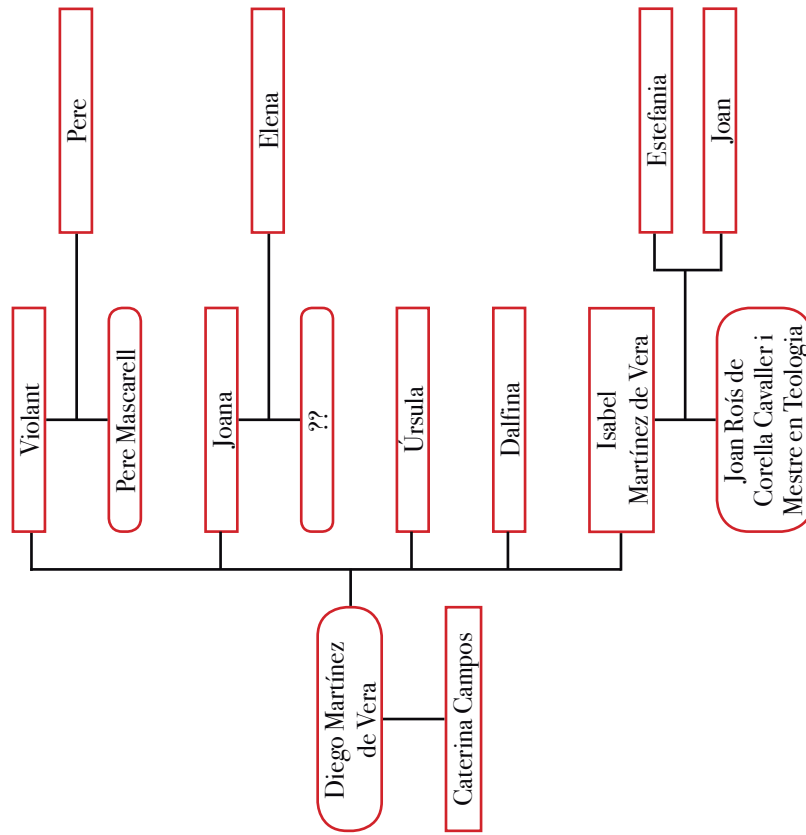 Diego Martínez
de Vera
Caterina Campos
Violant
Pere Mascarell
Joana
??
Úrsula
Dalfina
Isabel
Martínez de Vera
Joan Roís de
Corella Cavaller i
Mestre en Teologia
Pere
Elena
Estefania
Joan